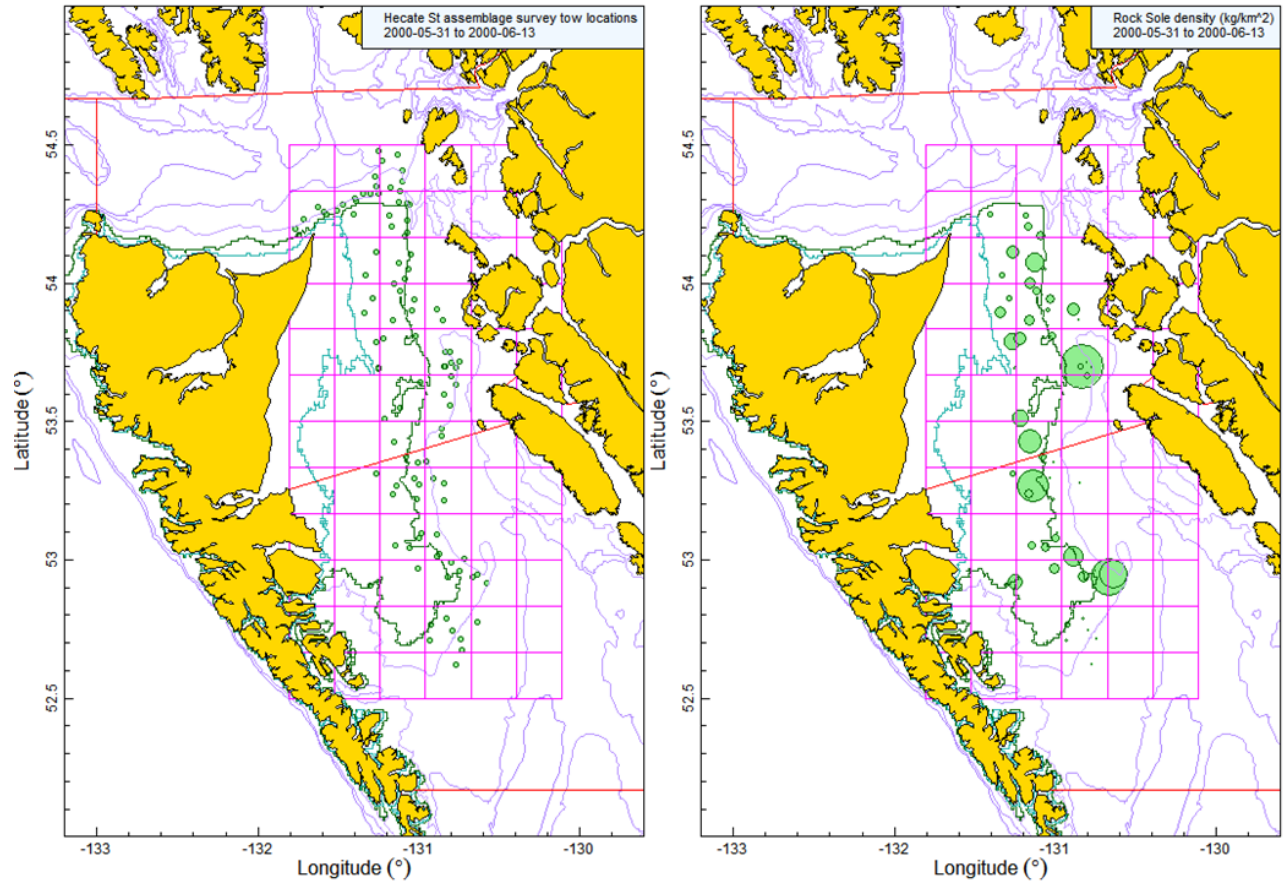 Hecate St assemblage survey tow locations
2000-05-31 to 2000-06-13
Rock Sole density (kg/km^2)
2000-05-31 to 2000-06-13
54.5
54
53.5
53
52.5
Latitude (°)
-133
-132
-131
-130
Longitude (°)
54.5
54
53.5
53
52.5
Latitude (°)
-133
-132
-131
-130
Longitude (°)